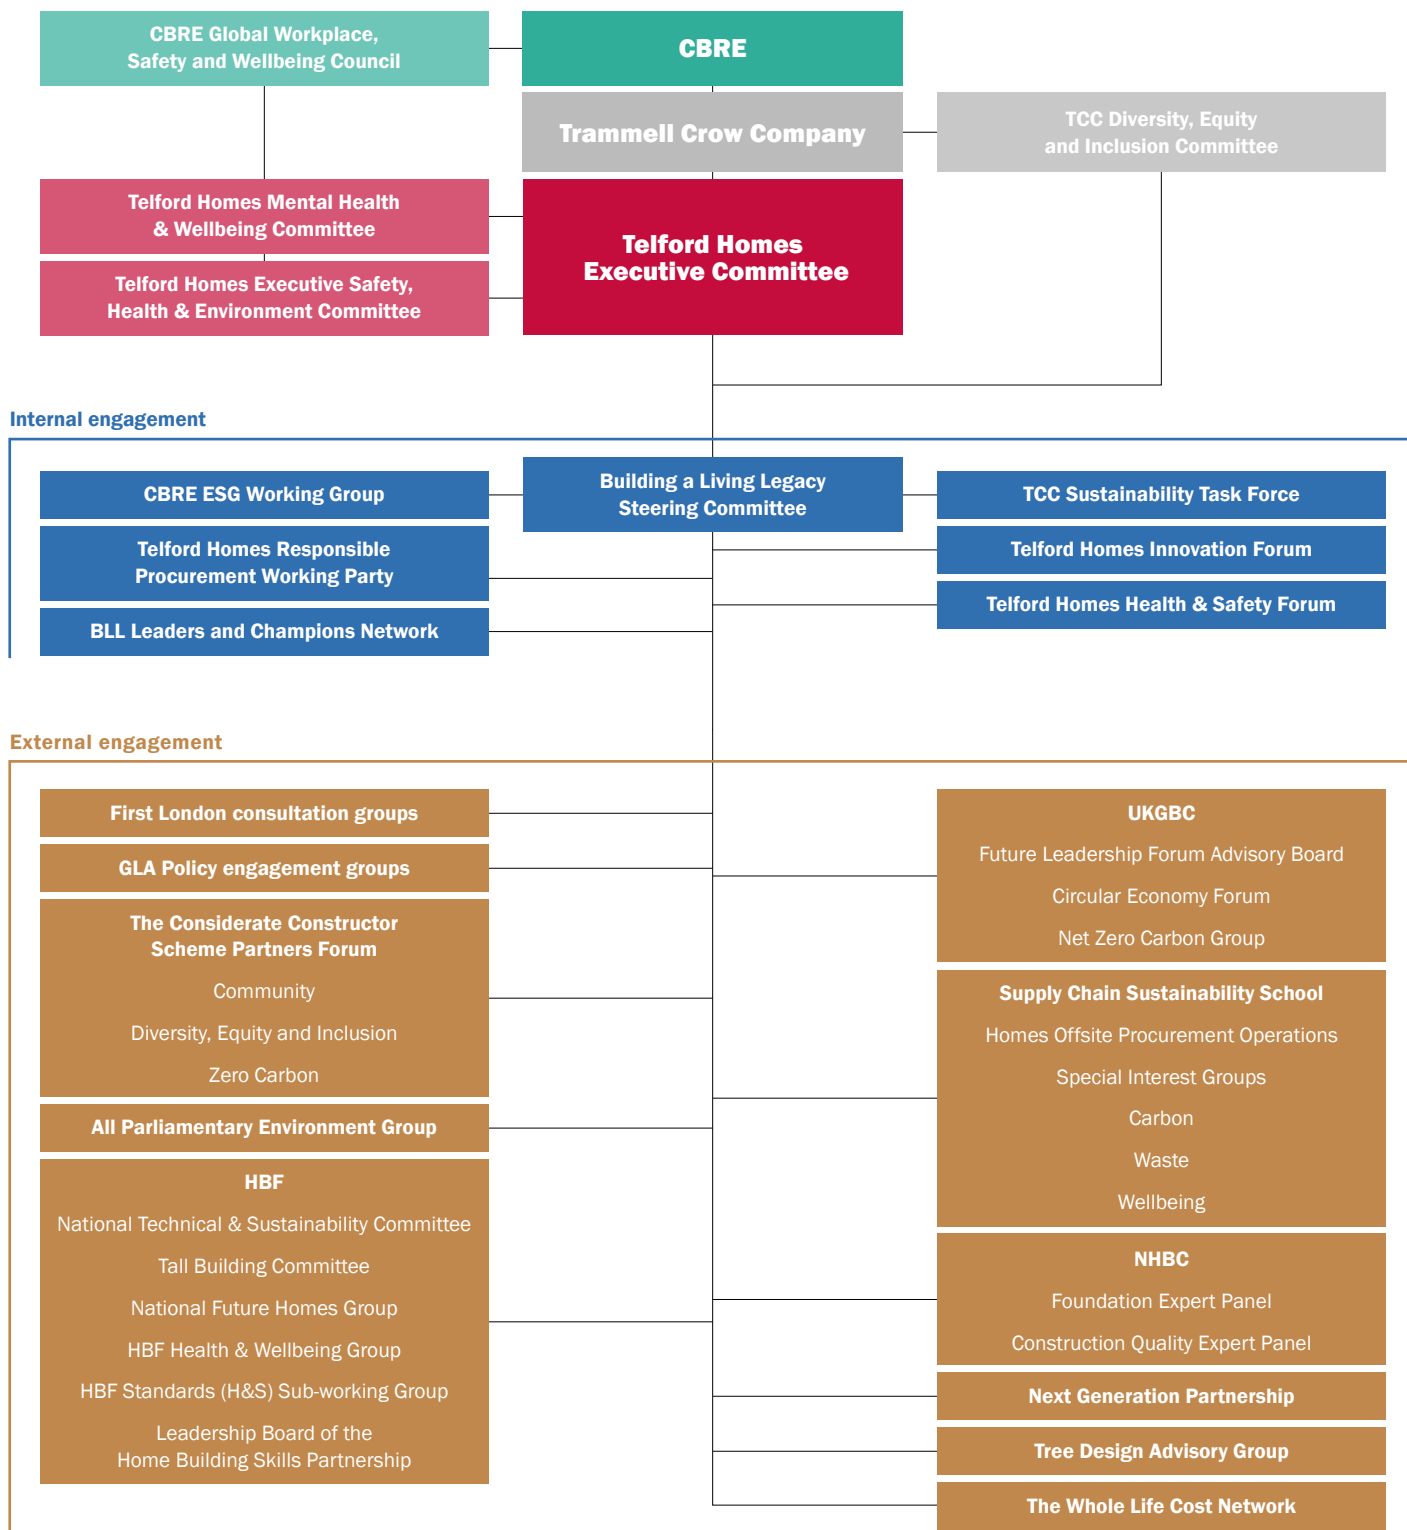 CBRE Global Workplace,
Safety and Wellbeing Council
CBRE
Trammell Crow Company
TCC Diversity, Equity
and Inclusion Committee
Telford Homes Mental Health
& Wellbeing Committee
Telford Homes
Executive Committee
Telford Homes Executive Safety,
Health & Environment Committee
Internal engagement
CBRE ESG Working Group
Building a Living Legacy
Steering Committee
TCC Sustainability Task Force
Telford Homes Responsible
Procurement Working Party
Telford Homes Innovation Forum
BLL Leaders and Champions Network
Telford Homes Health & Safety Forum
External engagement
First London consultation groups
GLA Policy engagement groups
The Considerate Constructor
Scheme Partners Forum
Community
Diversity, Equity and Inclusion
Zero Carbon
All Parliamentary Environment Group
HBF
National Technical & Sustainability Committee
Tall Building Committee
National Future Homes Group
HBF Health & Wellbeing Group
HBF Standards (H&S) Sub-working Group
Leadership Board of the
Home Building Skills Partnership
UKGBC
Future Leadership Forum Advisory Board
Circular Economy Forum
Net Zero Carbon Group
Supply Chain Sustainability School
Homes Offsite Procurement Operations
Special Interest Groups
Carbon
Waste
Wellbeing
NHBC
Foundation Expert Panel
Construction Quality Expert Panel
Next Generation Partnership
Tree Design Advisory Group
The Whole Life Cost Network